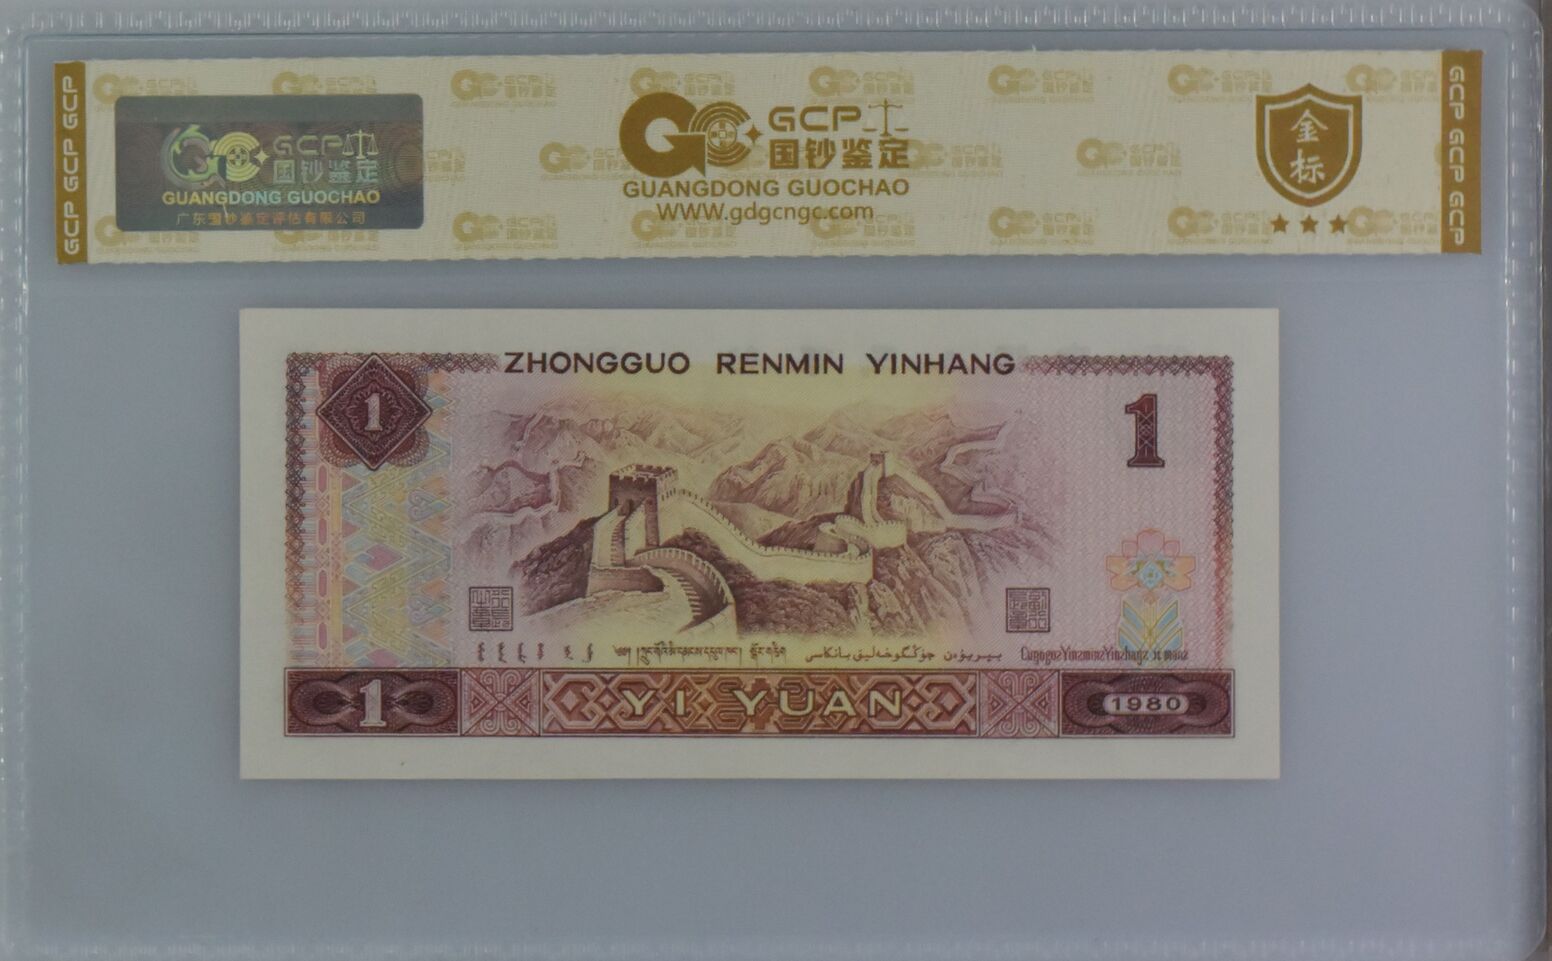 GCP GCP GCP
GCP
国钞鉴定
GUANGDONG GUOCHAO
广东国钞鉴定评估有限公司
GCP
国钞鉴定
GUANGDONG GUOCHAO
WWW.gdgcngc.com
金
标
GCP GCP GCP
ZHONGGUO RENMIN YINHANG
1
1
1
YI YUAN
1980